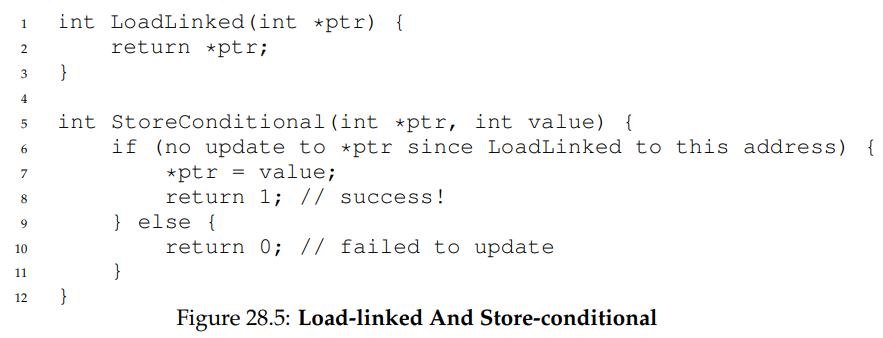 1 int LoadLinked(int *ptr) {
2     return *ptr;
3 }
4
5 int StoreConditional(int *ptr, int value) {
6     if (no update to *ptr since LoadLinked to this address) {
7         *ptr = value;
8         return 1; // success!
9     } else {
10         return 0; // failed to update
11     }
12 }
Figure 28.5: Load-linked And Store-conditional